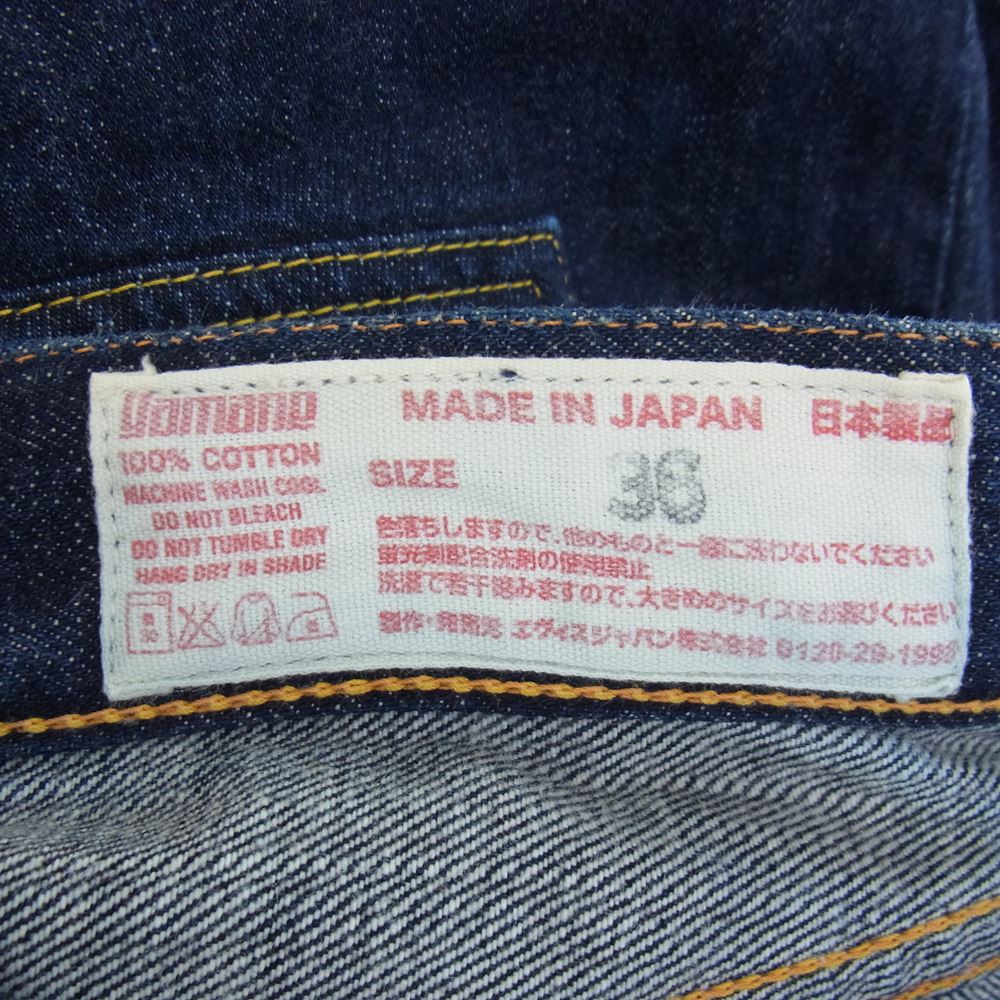 Yamane
MADE IN JAPAN 日本製品
100% COTTON
SIZE 36
MACHINE WASH COOL
DO NOT BLEACH
DO NOT TUMBLE DRY
HANG DRY IN SHADE
色落ちしますので、他のものと一緒に洗わないでください
蛍光剤配合洗剤の使用禁止
洗濯で若干縮みますので、大きめのサイズをお選びください
製作・発売元 エヴィスジャパン株式会社 0120-20-1998